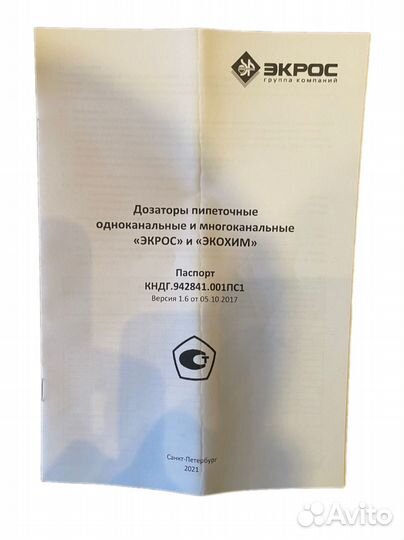 ЭКРОС
группа компаний
Дозаторы пипеточные
одноканальные и многоканальные
«ЭКРОС» и «ЭКОХИМ»
Паспорт
КНДГ.942841.001ПС1
Версия 1.6 от 05.10.2017
Санкт-Петербург
2021
Avito